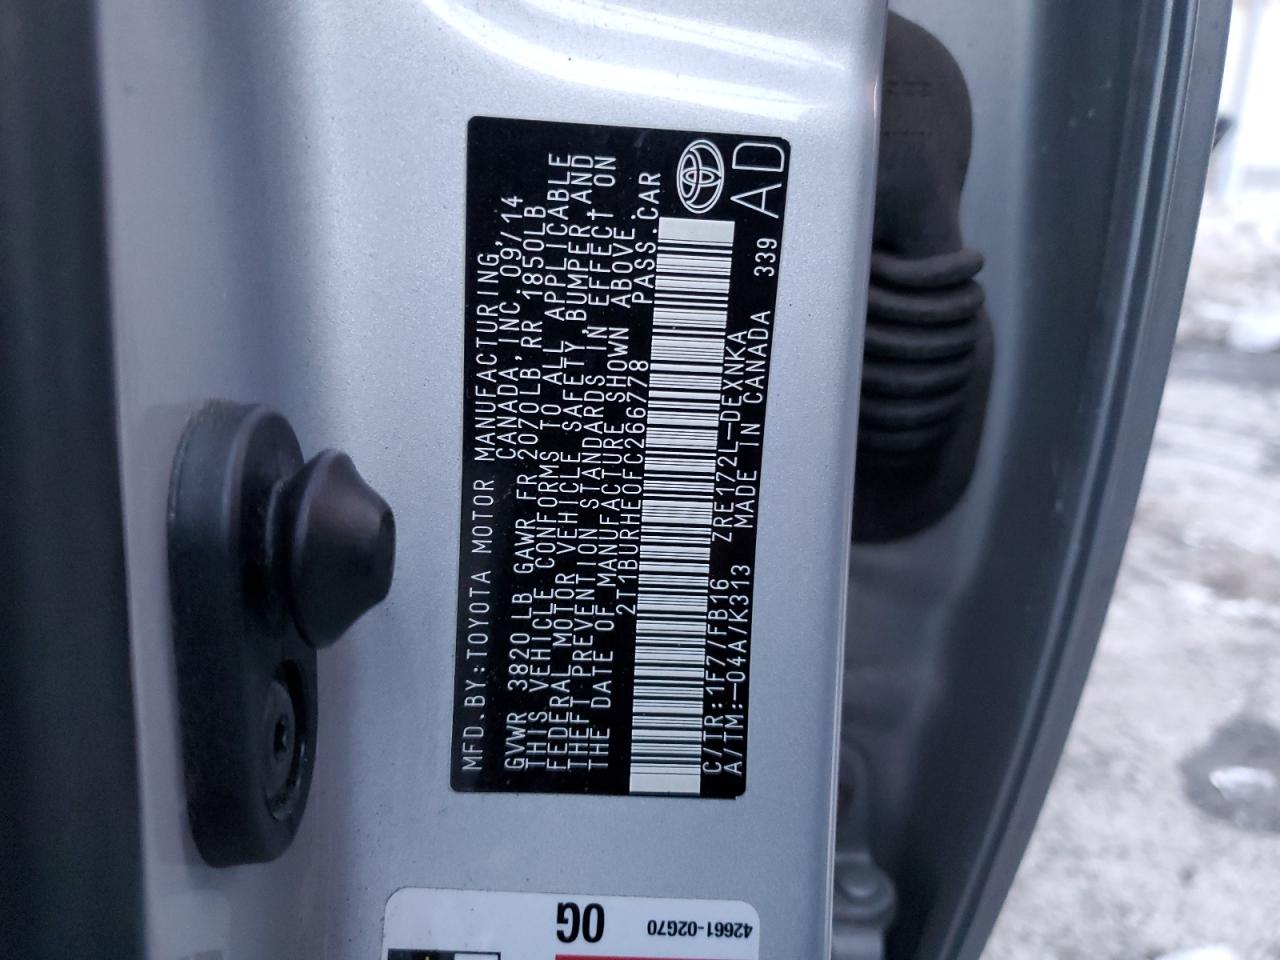 MFD.BY:TOYOTA MOTOR MANUFACTURING,
CANADA,INC.09/14
GVWR 3820 LB GAWR FR 2070LB RR 1850LB
THIS VEHICLE CONFORMS TO ALL APPLICABLE
FEDERAL MOTOR VEHICLE SAFETY,BUMPER,AND
THEFT PREVENTION STANDARDS IN EFFECT ON
THE DATE OF MANUFACTURE SHOWN ABOVE.
2T1BURHE0FC266778 PASS.CAR
C/TR:1F7/FB16 ZRE172L-DEXNKA 339 AD
A/TM:-04A/K313 MADE IN CANADA
0G
42661-02G70